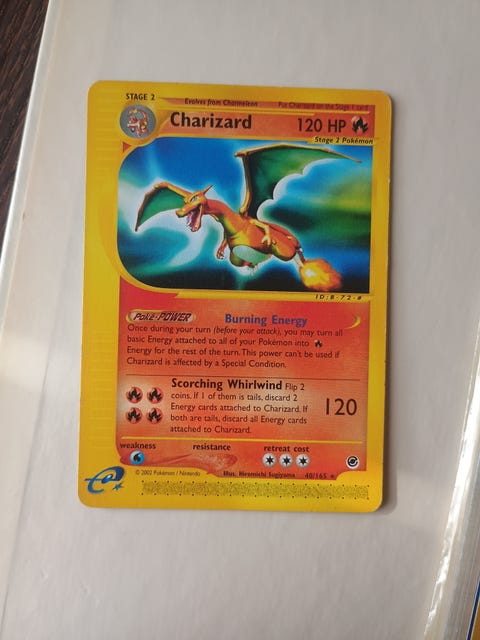 STAGE 2 Evolves from Charmeleon Put Charizard on the Stage 1 card
Charizard 120 HP
Stage 2 Pokémon
ID:B-72-#
Poké-POWER Burning Energy
Once during your turn (before your attack), you may turn all
basic Energy attached to all of your Pokémon into
Energy for the rest of the turn. This power can't be used if
Charizard is affected by a Special Condition.
Scorching Whirlwind Flip 2
coins. If 1 of them is tails, discard 2
Energy cards attached to Charizard. If
both are tails, discard all Energy cards
attached to Charizard.
120
weakness resistance retreat cost
e
© 2002 Pokémon / Nintendo Illus. Hiromichi Sugiyama 40/165 ★